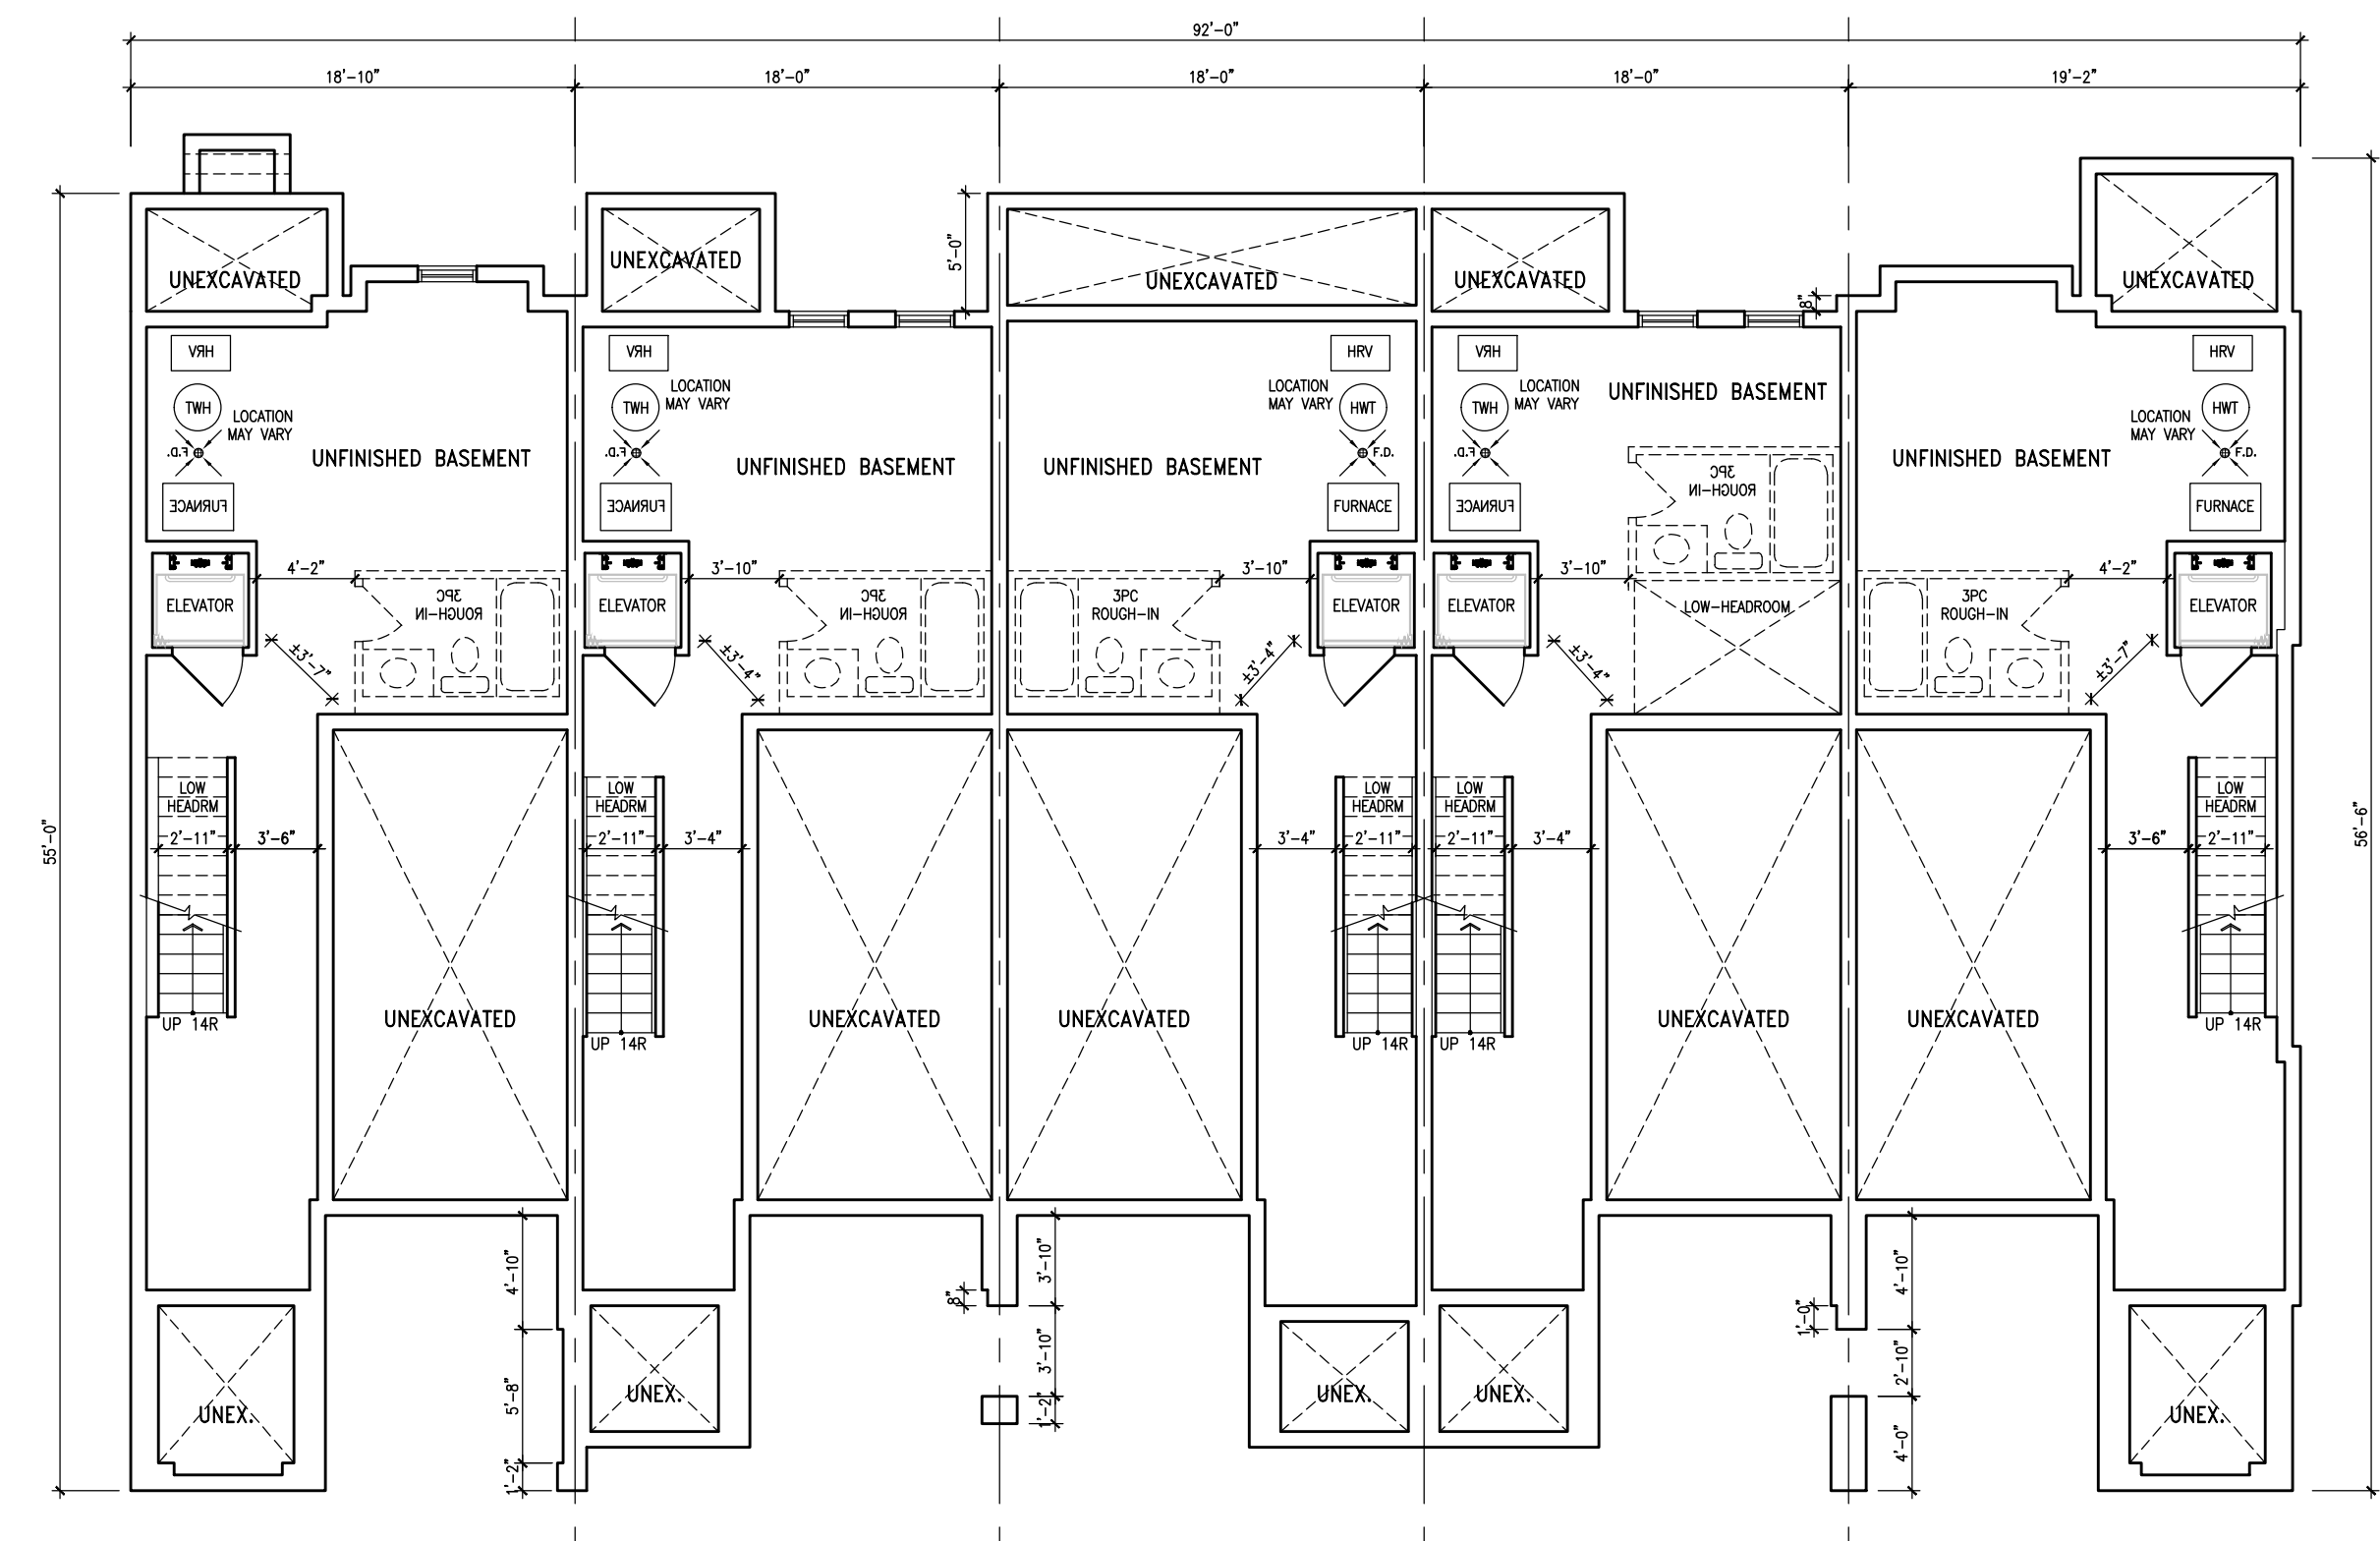 92'-0"
18'-10"
18'-0"
18'-0"
18'-0"
19'-2"
5'-0"
UNEXCAVATED
UNEXCAVATED
UNEXCAVATED
UNEXCAVATED
UNEXCAVATED
8"
HRV
HRV
HRV
HRV
HRV
TWH
LOCATION
MAY VARY
TWH
LOCATION
MAY VARY
LOCATION
MAY VARY
HWT
TWH
LOCATION
MAY VARY
LOCATION
MAY VARY
HWT
F.D.
F.D.
F.D.
F.D.
F.D.
UNFINISHED BASEMENT
UNFINISHED BASEMENT
UNFINISHED BASEMENT
UNFINISHED BASEMENT
UNFINISHED BASEMENT
FURNACE
FURNACE
FURNACE
FURNACE
FURNACE
3PC
ROUGH-IN
4'-2"
3'-10"
3'-10"
3'-10"
4'-2"
ELEVATOR
3PC
ROUGH-IN
ELEVATOR
3PC
ROUGH-IN
3PC
ROUGH-IN
ELEVATOR
ELEVATOR
LOW-HEADROOM
3PC
ROUGH-IN
ELEVATOR
±3'-7"
±3'-4"
±3'-4"
±3'-4"
±3'-7"
LOW
HEADRM
LOW
HEADRM
LOW
HEADRM
LOW
HEADRM
LOW
HEADRM
55'-0"
2'-11"
3'-6"
2'-11"
3'-4"
3'-4"
2'-11"
2'-11"
3'-4"
3'-6"
2'-11"
56'-6"
UP 14R
UNEXCAVATED
UP 14R
UNEXCAVATED
UNEXCAVATED
UP 14R
UP 14R
UNEXCAVATED
UNEXCAVATED
UP 14R
4'-10"
3'-10"
4'-10"
8"
1'-0"
5'-8"
3'-10"
2'-10"
UNEX.
UNEX.
UNEX.
UNEX.
UNEX.
1'-2"
1'-2"
4'-0"